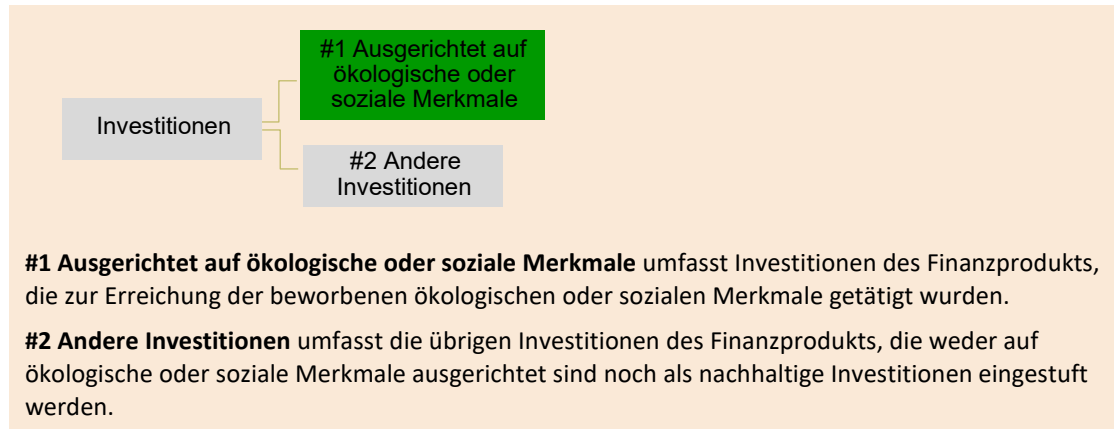 #1 Ausgerichtet auf
ökologische oder
soziale Merkmale
Investitionen
#2 Andere
Investitionen
#1 Ausgerichtet auf ökologische oder soziale Merkmale umfasst Investitionen des Finanzprodukts,
die zur Erreichung der beworbenen ökologischen oder sozialen Merkmale getätigt wurden.
#2 Andere Investitionen umfasst die übrigen Investitionen des Finanzprodukts, die weder auf
ökologische oder soziale Merkmale ausgerichtet sind noch als nachhaltige Investitionen eingestuft
werden.